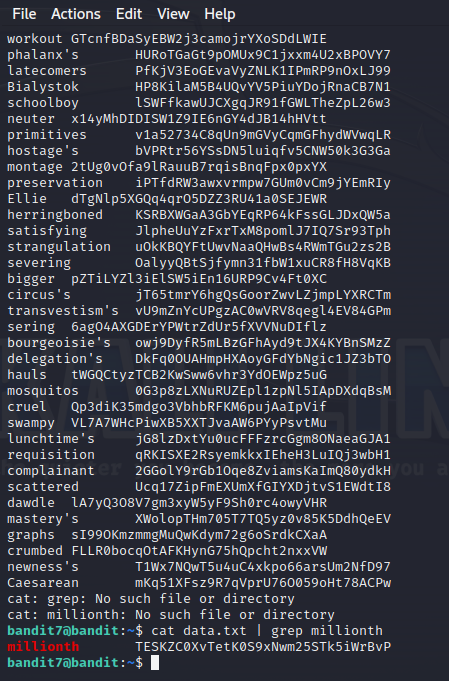 File Actions Edit View Help
workout GTcnfBDaSyEBW2j3camojrYXoSDdLWIE
phalanx's HURoTGaGt9pOMUx9C1jxxm4U2xBPOVY7
latecomers PfKjV3EoGEvaVyZNLK1IPmRP9nOxLJ99
Bialystok HP8KilaM5B4UQvYV5PiuYDojRnaCB7N1
schoolboy lSWFfkawUJCXgqJR91fGWLTheZpL26w3
neuter x14yMhDIDISW1Z9IE6nGY4dJB14hHVtt
primitives v1a52734C8qUn9mGVyCqmGFhydWVwqLR
hostage's bVPRtr56YSsDN5luiqfv5CNW50k3G3Ga
montage 2tUg0vOfa9lRauuB7rqisBnqFpx0pxYX
preservation iPTfdRW3awxvrmpw7GUm0vCm9jYEmRIy
Ellie dTgNlp5XGQq4qrO5DZZ3RU41a0SEJEWR
herringboned KSRBXWGaA3GbYEqRP64kFssGLJDxQW5a
satisfying JlpheUuYzFxrTxM8pomlJ7IQ7Sr93Tph
strangulation uOkKBQYFtUwvNaaQHwBs4RWmTGu2zs2B
severing OalyyQBtSjfymn31fbW1xuCR8fH8VqKB
bigger pZTiLYZl3iElSW5iEn16URP9Cv4Ft0XC
circus's jT65tmrY6hgQsGoorZwvLZjmpLYXRCTm
transvestism's vU9mZnYcUPgzAC0wVRV8qegl4EV84GPm
sering 6agO4AXGDErYPWtrZdUr5fXVVNuDIflz
bourgeoisie's owj9DyfR5mLBzGFhAyd9tJX4KYBnSMzZ
delegation's DkFq0OUAHmpHXAoyGFdYbNgic1JZ3bTO
hauls tWGQCtyzTCB2KwSww6vhr3YdOEWpz5uG
mosquitos 0G3p8zLXNuRUZEpl1zpNl5IApDXdqBsM
cruel Qp3diK35mdgo3VbhbRFKM6pujAaIpVif
swampy VL7A7WHcPiwXB5XXTJvaAW6PYyPsvtMu
lunchtime's jG8lzDxtYu0ucFFFzrcGgm8ONaeaGJA1
requisition qRKISXE2RsyemkkxIEheH3LuIQj3wbH1
complainant 2GGolY9rGb1Oqe8ZviamsKaImQ80ydkH
scattered Ucq17ZipFmEXUmXfGIYXDjtvS1EWdtI8
dawdle lA7yQ3O8V7gm3xyW5yF9Sh0rc4owyVHR
mastery's XWolopTHm705T7TQ5yz0v85K5DdhQeEV
graphs sI99OKmzmmgMuQwKdym72g6oSrdkCXaA
crumbed FLLR0bocqOtAFKHynG75hQpcht2nxxVW
newness's T1Wx7NQwT5u4uC4xkpo66arsUm2NfD97
Caesarean mKq51XFsz9R7qVprU76O059oHt78ACPw
cat: grep: No such file or directory
cat: millionth: No such file or directory
bandit7@bandit:~$ cat data.txt | grep millionth
millionth TESKZC0XvTetK0S9xNwm25STk5iWrBvP
bandit7@bandit:~$